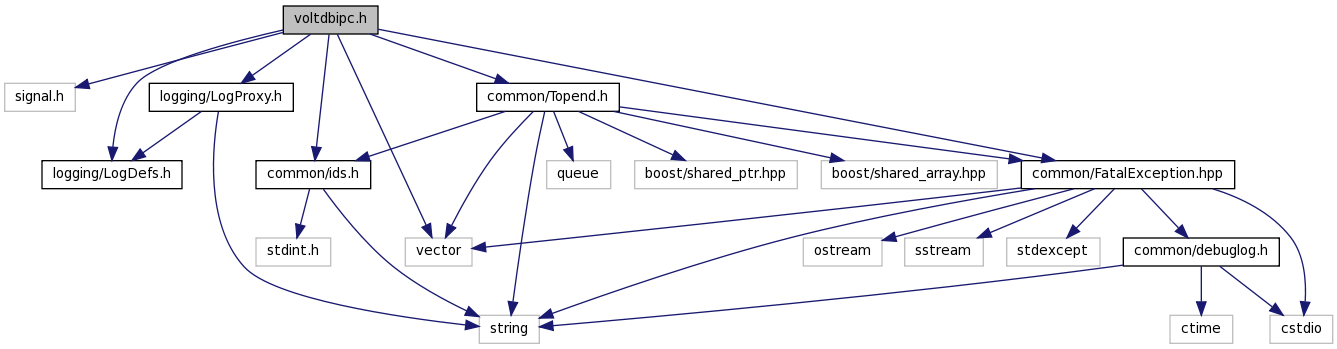 voltdbipc.h
signal.h
logging/LogProxy.h
common/Topend.h
logging/LogDefs.h
common/ids.h
queue
boost/shared_ptr.hpp
boost/shared_array.hpp
common/FatalException.hpp
stdint.h
vector
ostream
sstream
stdexcept
common/debuglog.h
string
ctime
cstdio